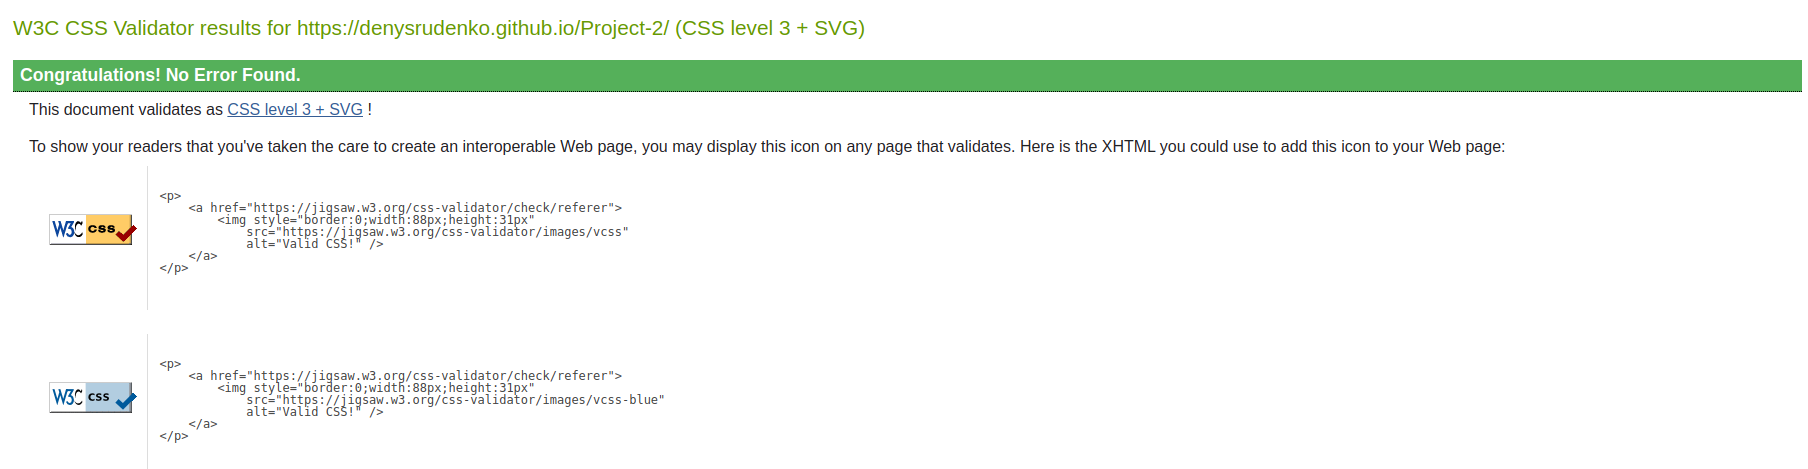 W3C CSS Validator results for https://denysrudenko.github.io/Project-2/ (CSS level 3 + SVG)
Congratulations! No Error Found.
This document validates as CSS level 3 + SVG !
To show your readers that you've taken the care to create an interoperable Web page, you may display this icon on any page that validates. Here is the XHTML you could use to add this icon to your Web page:
W3C css
<p>
    <a href="https://jigsaw.w3.org/css-validator/check/referer">
        <img style="border:0;width:88px;height:31px"
            src="https://jigsaw.w3.org/css-validator/images/vcss"
            alt="Valid CSS!" />
    </a>
</p>
W3C css
<p>
    <a href="https://jigsaw.w3.org/css-validator/check/referer">
        <img style="border:0;width:88px;height:31px"
            src="https://jigsaw.w3.org/css-validator/images/vcss-blue"
            alt="Valid CSS!" />
    </a>
</p>